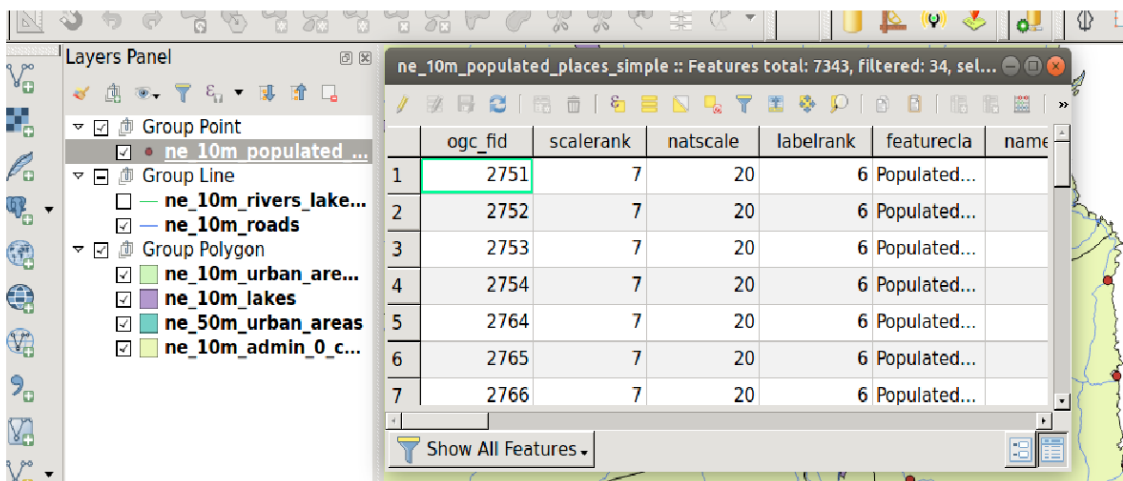 Layers Panel
Group Point
ne_10m_populated_...
Group Line
ne_10m_rivers_lake...
ne_10m_roads
Group Polygon
ne_10m_urban_are...
ne_10m_lakes
ne_50m_urban_areas
ne_10m_admin_0_c...
ne_10m_populated_places_simple :: Features total: 7343, filtered: 34, sel...
ogc_fid scalerank natscale labelrank featurecla name
1 2751 7 20 6 Populated...
2 2752 7 20 6 Populated...
3 2753 7 20 6 Populated...
4 2754 7 20 6 Populated...
5 2764 7 20 6 Populated...
6 2765 7 20 6 Populated...
7 2766 7 20 6 Populated...
Show All Features